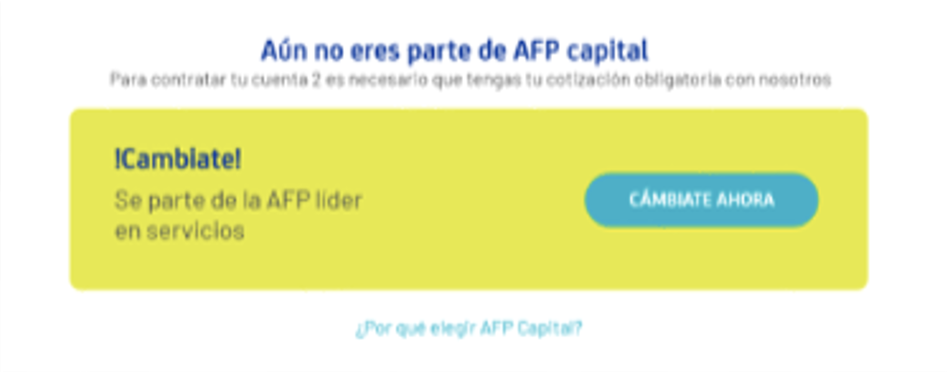 Aún no eres parte de AFP capital
Para contratar tu cuenta 2 es necesario que tengas tu cotización obligatoria con nosotros
!Cambiate!
Se parte de la AFP líder
en servicios
CÁMBIATE AHORA
¿Por qué elegir AFP Capital?